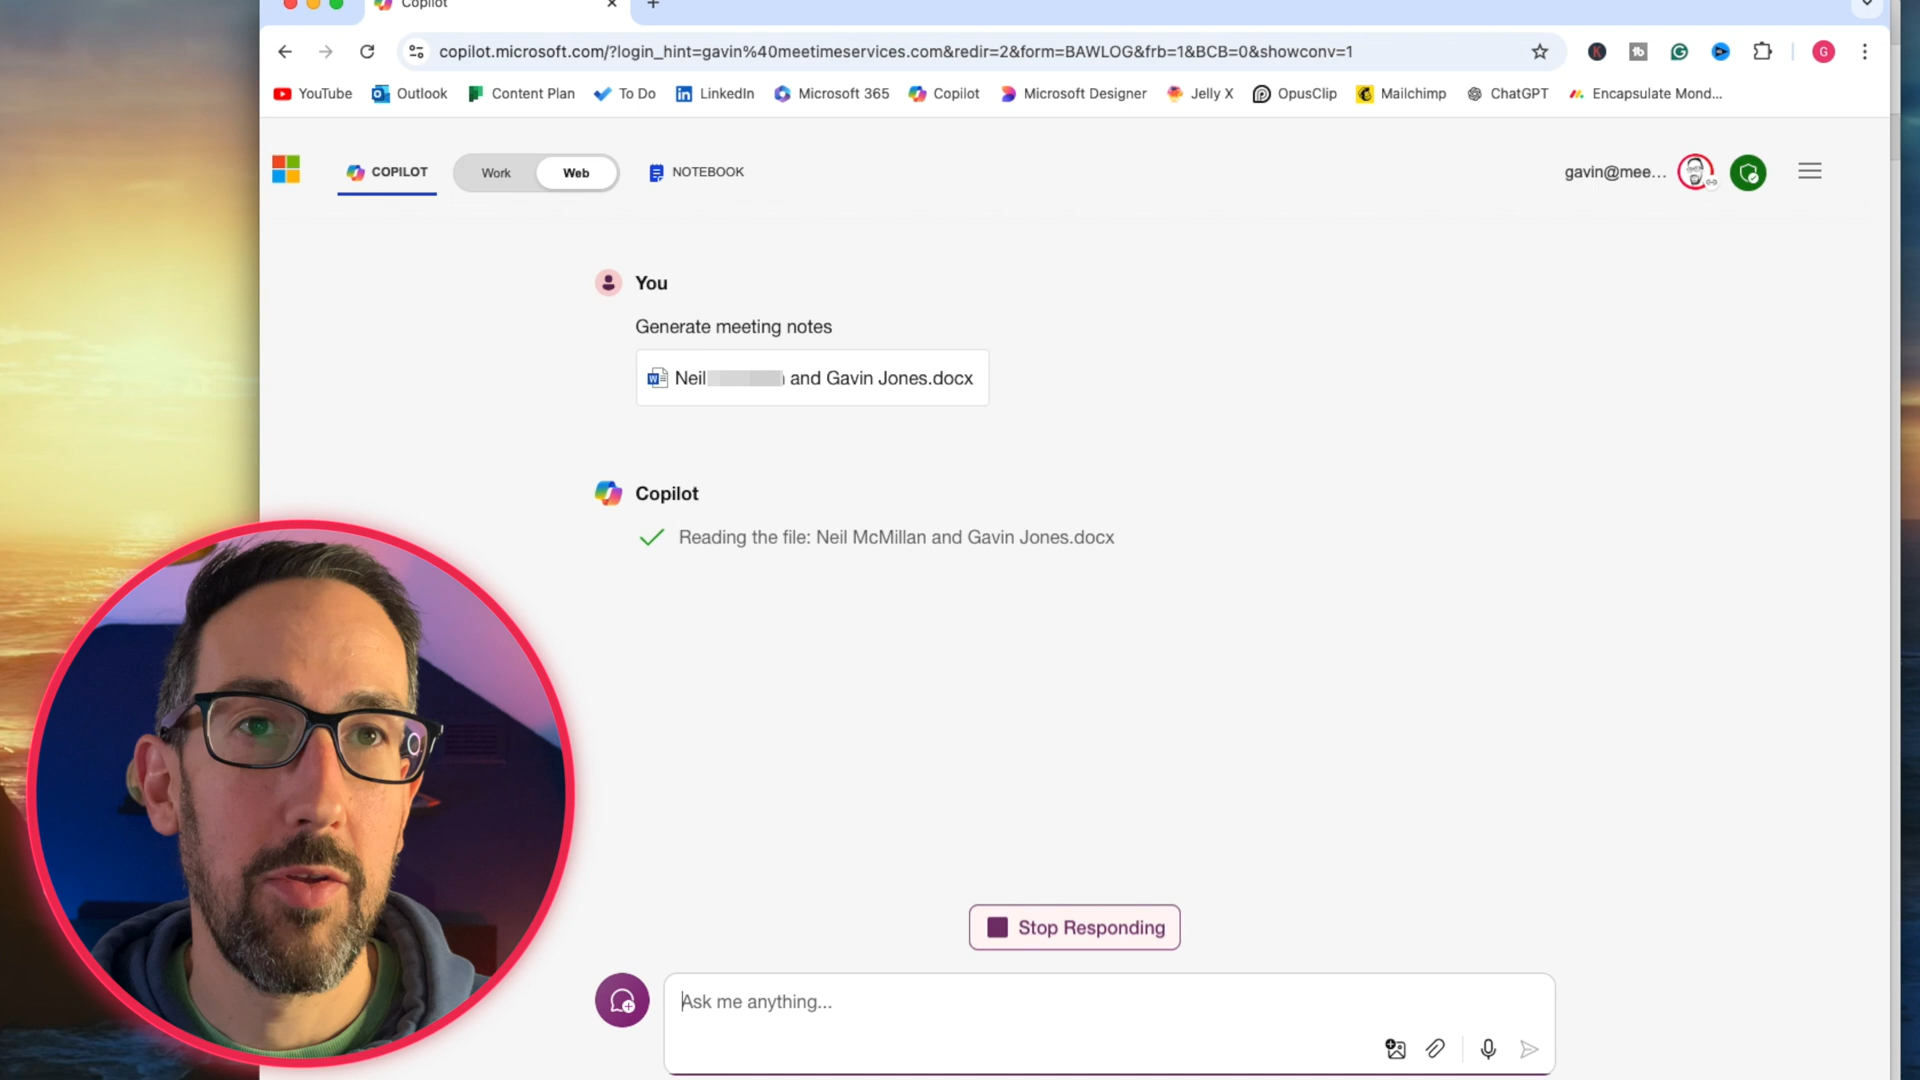 Copilot
copilot.microsoft.com/?login_hint=gavin%40meetimeservices.com&redir=2&form=BAWLOG&frb=1&BCB=0&showconv=1
G
YouTube
Outlook
Content Plan
To Do
LinkedIn
Microsoft 365
Copilot
Microsoft Designer
Jelly X
OpusClip
Mailchimp
ChatGPT
Encapsulate Mond...
COPILOT
Work
Web
NOTEBOOK
gavin@mee...
You
Generate meeting notes
Neil and Gavin Jones.docx
Copilot
Reading the file: Neil McMillan and Gavin Jones.docx
Stop Responding
Ask me anything...